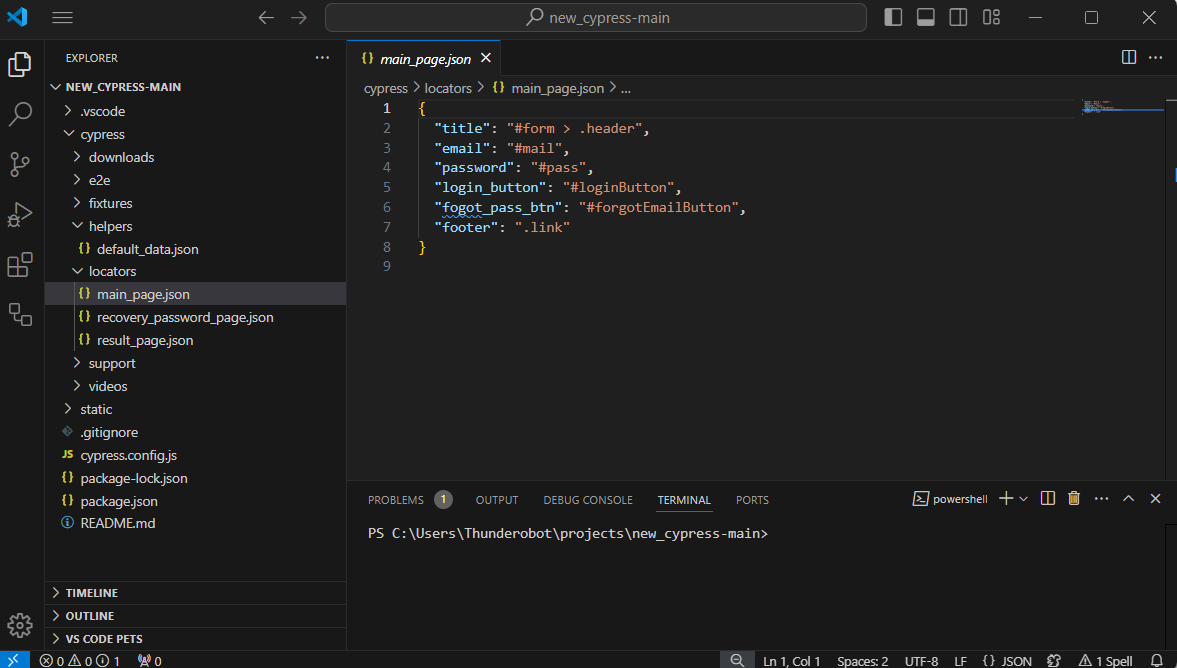 new_cypress-main
EXPLORER
NEW_CYPRESS-MAIN
.vscode
cypress
downloads
e2e
fixtures
helpers
{} default_data.json
locators
{} main_page.json
{} recovery_password_page.json
{} result_page.json
support
videos
static
.gitignore
JS cypress.config.js
{} package-lock.json
{} package.json
README.md
TIMELINE
OUTLINE
VS CODE PETS
{} main_page.json
cypress > locators > {} main_page.json > ...
1 {
2 "title": "#form > .header",
3 "email": "#mail",
4 "password": "#pass",
5 "login_button": "#loginButton",
6 "fogot_pass_btn": "#forgotEmailButton",
7 "footer": ".link"
8 }
9
PROBLEMS 1 OUTPUT DEBUG CONSOLE TERMINAL PORTS powershell
PS C:\Users\Thunderobot\projects\new_cypress-main>
0 0 1 0 Ln 1, Col 1 Spaces: 2 UTF-8 LF {} JSON 1 Spell